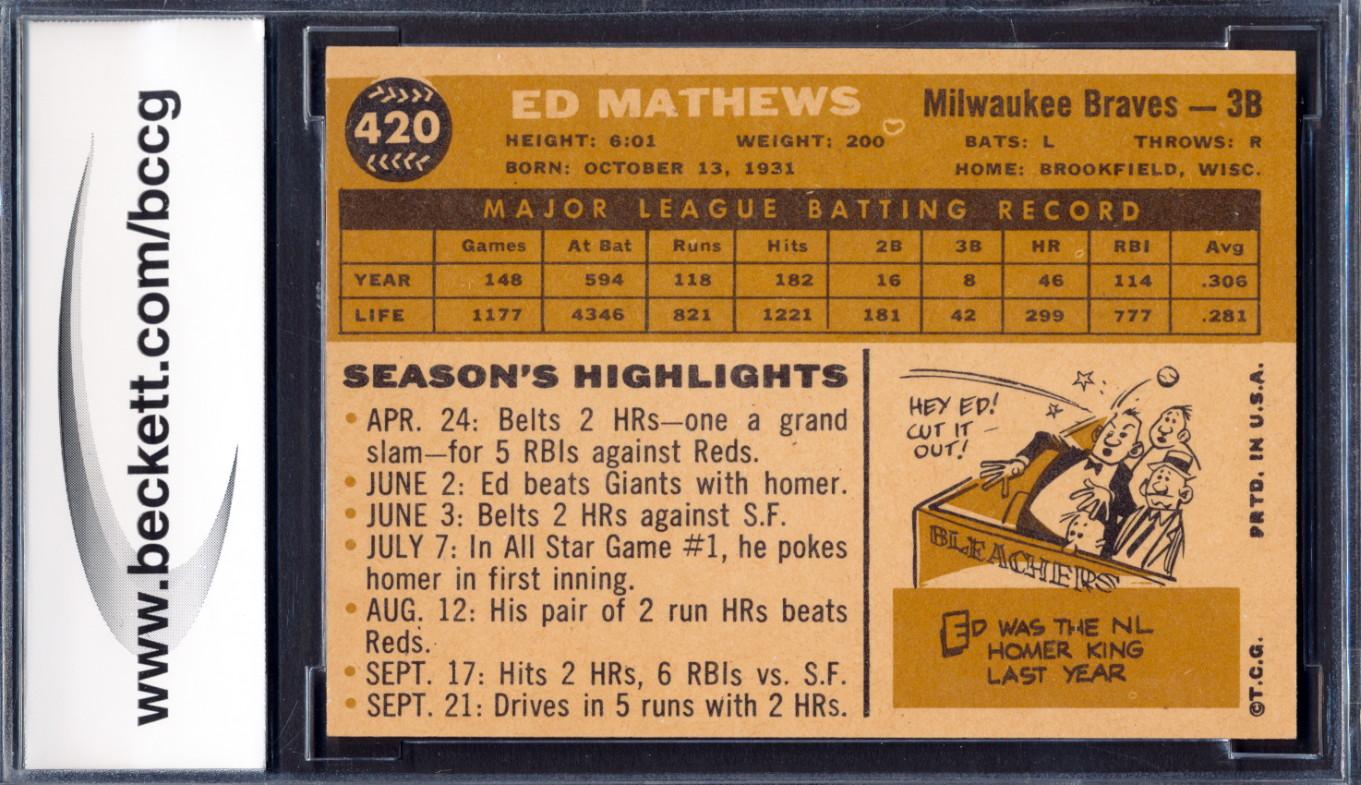 www.beckett.com/bccg
420
ED MATHEWS
Milwaukee Braves — 3B
HEIGHT: 6:01 WEIGHT: 200 BATS: L THROWS: R
BORN: OCTOBER 13, 1931 HOME: BROOKFIELD, WISC.
MAJOR LEAGUE BATTING RECORD
Games At Bat Runs Hits 2B 3B HR RBI Avg
YEAR 148 594 118 182 16 8 46 114 .306
LIFE 1177 4346 821 1221 181 42 299 777 .281
SEASON'S HIGHLIGHTS
• APR. 24: Belts 2 HRs—one a grand
slam—for 5 RBIs against Reds.
• JUNE 2: Ed beats Giants with homer.
• JUNE 3: Belts 2 HRs against S.F.
• JULY 7: In All Star Game #1, he pokes
homer in first inning.
• AUG. 12: His pair of 2 run HRs beats
Reds.
• SEPT. 17: Hits 2 HRs, 6 RBIs vs. S.F.
• SEPT. 21: Drives in 5 runs with 2 HRs.
HEY ED!
CUT IT —
OUT!
BLEACHERS
ED WAS THE NL
HOMER KING
LAST YEAR
©T.C.G. PRTD. IN U.S.A.